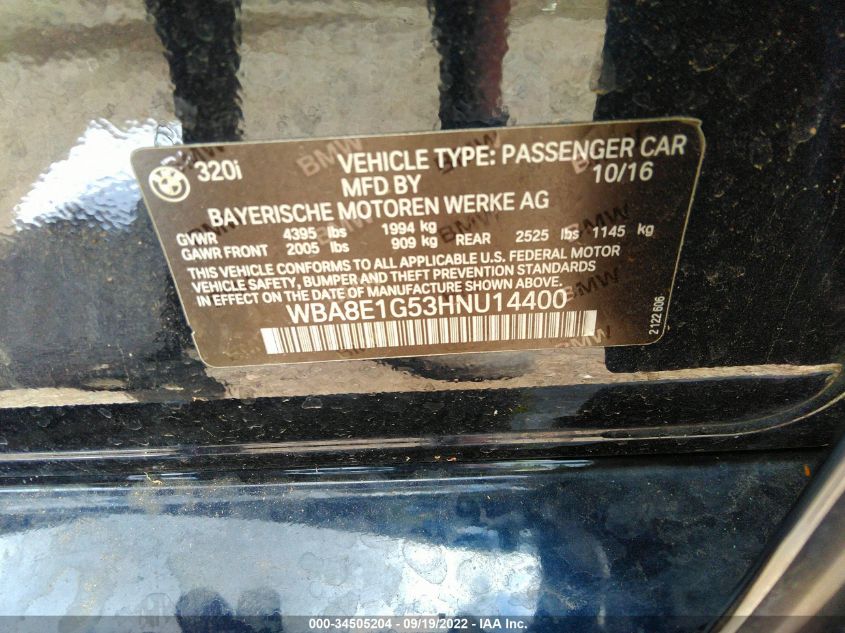 320i VEHICLE TYPE: PASSENGER CAR
MFD BY 10/16
BAYERISCHE MOTOREN WERKE AG
GVWR 4395 lbs 1994 kg
GAWR FRONT 2005 lbs 909 kg REAR 2525 lbs 1145 kg
THIS VEHICLE CONFORMS TO ALL APPLICABLE U.S. FEDERAL MOTOR
VEHICLE SAFETY, BUMPER AND THEFT PREVENTION STANDARDS
IN EFFECT ON THE DATE OF MANUFACTURE SHOWN ABOVE.
WBA8E1G53HNU14400
2 122 606
000-34505204 - 09/19/2022 - IAA Inc.